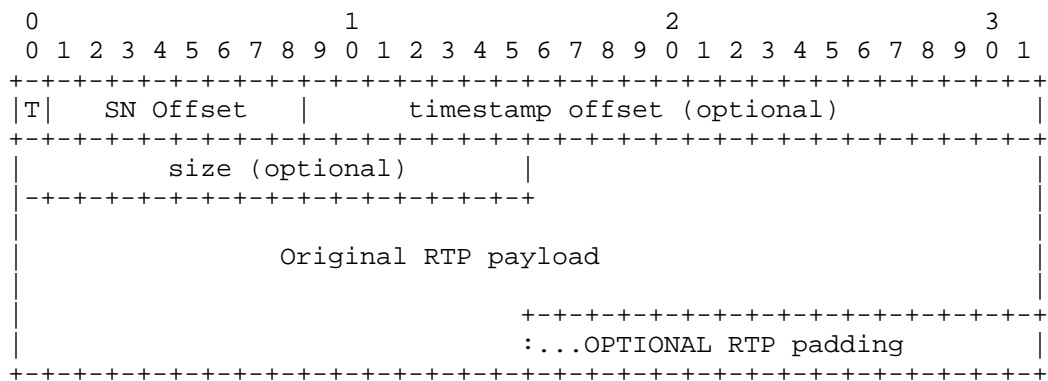 0                   1                   2                   3
 0 1 2 3 4 5 6 7 8 9 0 1 2 3 4 5 6 7 8 9 0 1 2 3 4 5 6 7 8 9 0 1
+-+-+-+-+-+-+-+-+-+-+-+-+-+-+-+-+-+-+-+-+-+-+-+-+-+-+-+-+-+-+-+-+
|T|   SN Offset   |      timestamp offset (optional)            |
+-+-+-+-+-+-+-+-+-+-+-+-+-+-+-+-+-+-+-+-+-+-+-+-+-+-+-+-+-+-+-+-+
|         size (optional)       |                               |
|-+-+-+-+-+-+-+-+-+-+-+-+-+-+-+-+                               |
|                                                               |
|                Original RTP payload                           |
|                                                               |
|                               +-+-+-+-+-+-+-+-+-+-+-+-+-+-+-+-+
|                               :...OPTIONAL RTP padding        |
+-+-+-+-+-+-+-+-+-+-+-+-+-+-+-+-+-+-+-+-+-+-+-+-+-+-+-+-+-+-+-+-+